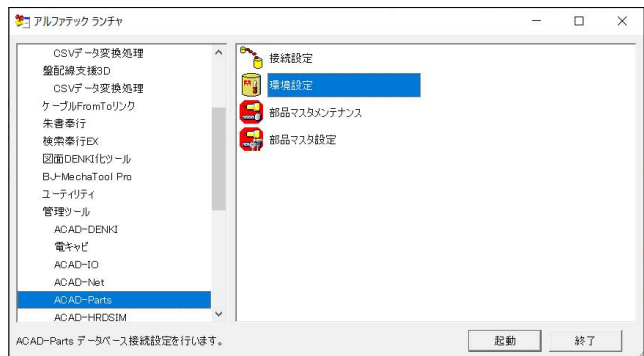 アルファテック ランチャ
CSVデータ変換処理
盤配線支援3D
CSVデータ変換処理
ケーブルFromToリンク
朱書奉行
検索奉行EX
図面DENKI化ツール
BJ-MechaTool Pro
ユーティリティ
管理ツール
ACAD-DENKI
電キャビ
ACAD-IO
ACAD-Net
ACAD-Parts
ACAD-HRDSIM
接続設定
環境設定
部品マスタメンテナンス
部品マスタ設定
ACAD-Parts データベース接続設定を行います。
起動
終了